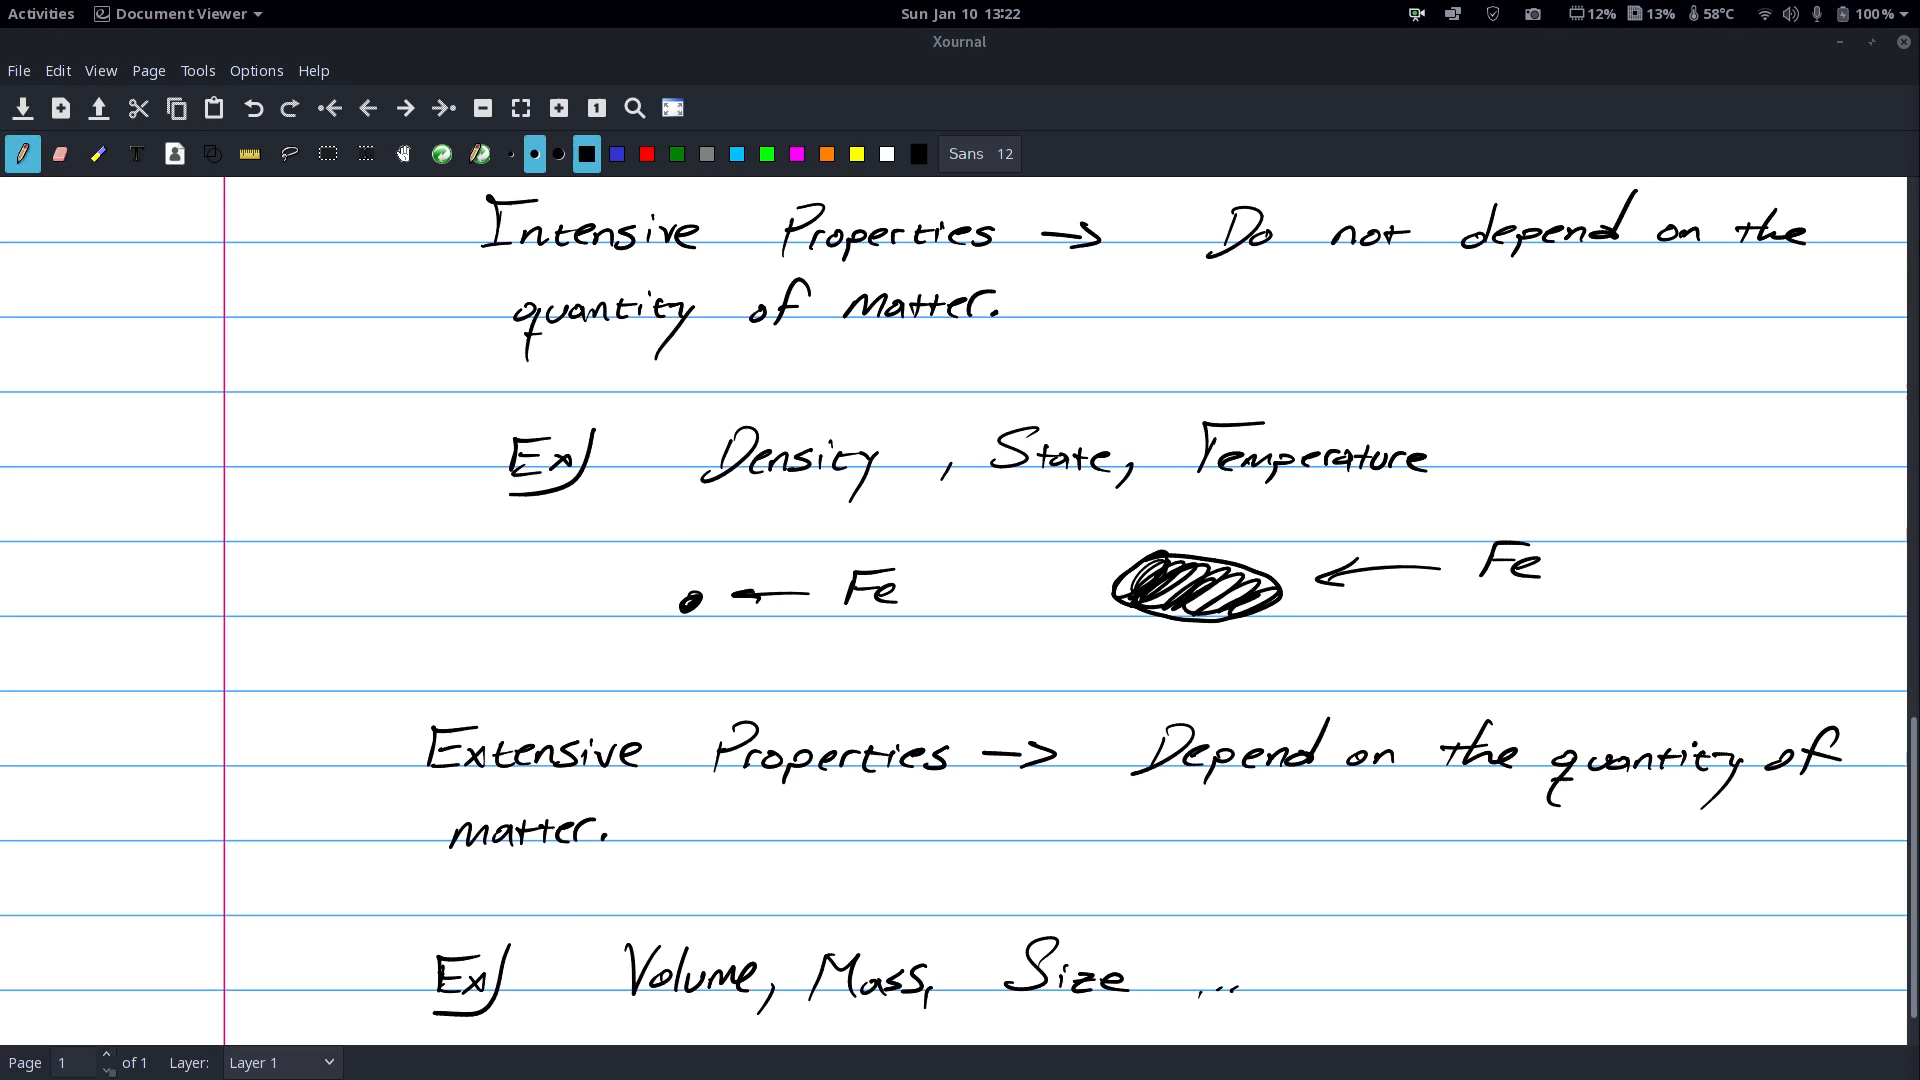 Activities Document Viewer Sun Jan 10 13:22 12% 13% 58°C 100%
Xournal
File Edit View Page Tools Options Help
Sans 12
Intensive Properties → Do not depend on the
quantity of matter.
Ex) Density, State, Temperature
← Fe ← Fe
Extensive Properties → Depend on the quantity of
matter.
Ex) Volume, Mass, Size ...
Page 1 of 1 Layer: Layer 1